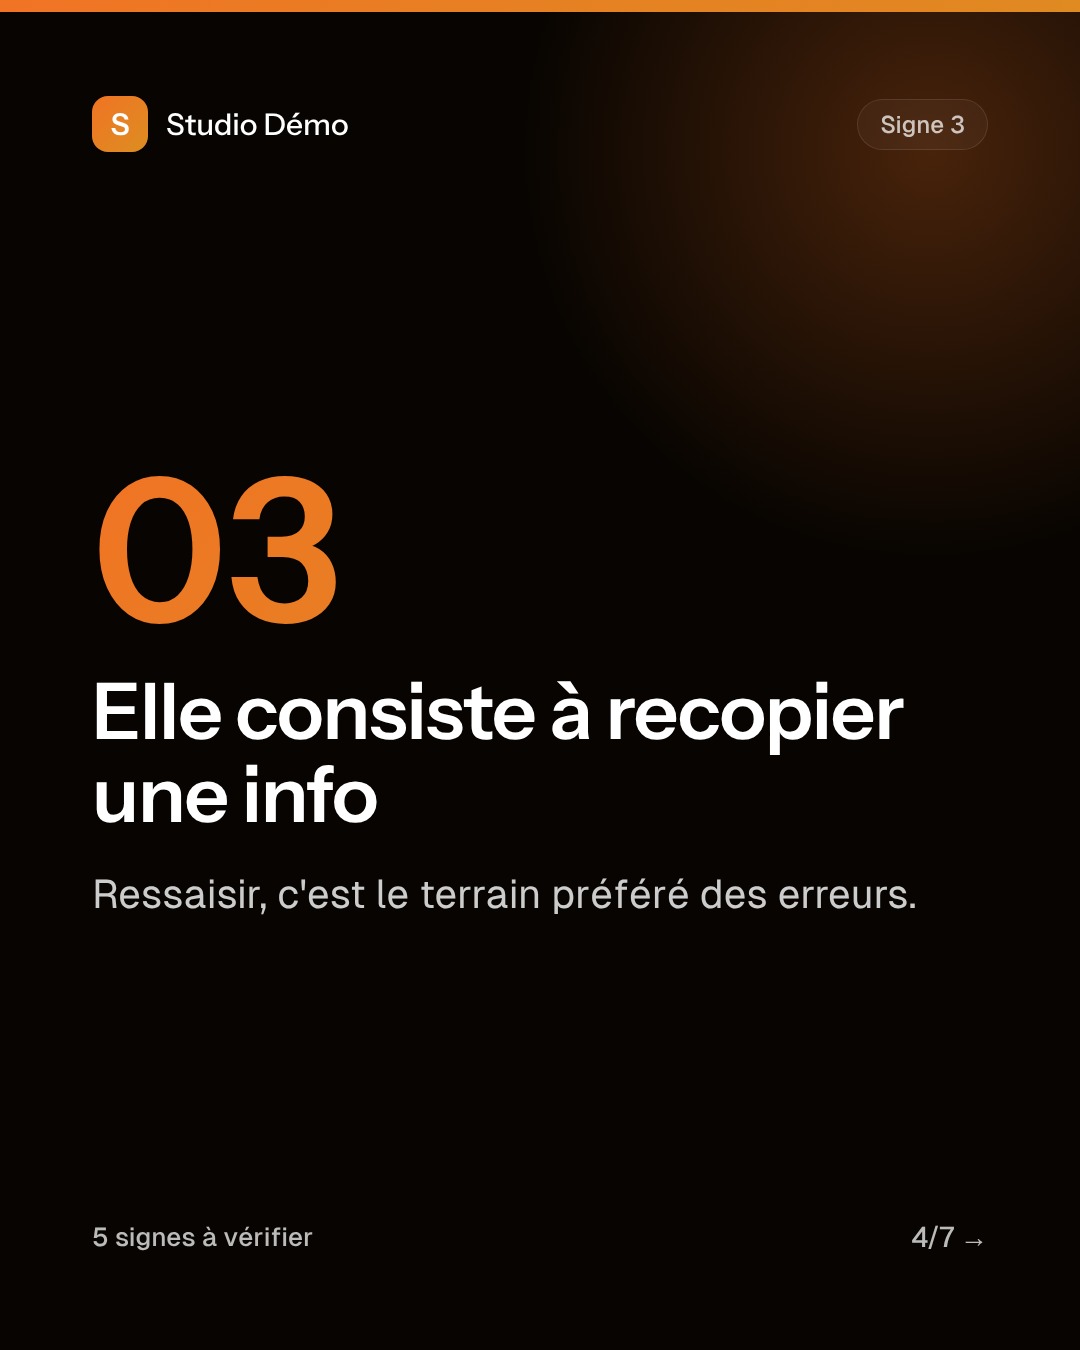 S
Studio Démo
Signe 3
03
Elle consiste à recopier
une info
Ressaisir, c'est le terrain préféré des erreurs.
5 signes à vérifier
4/7 →